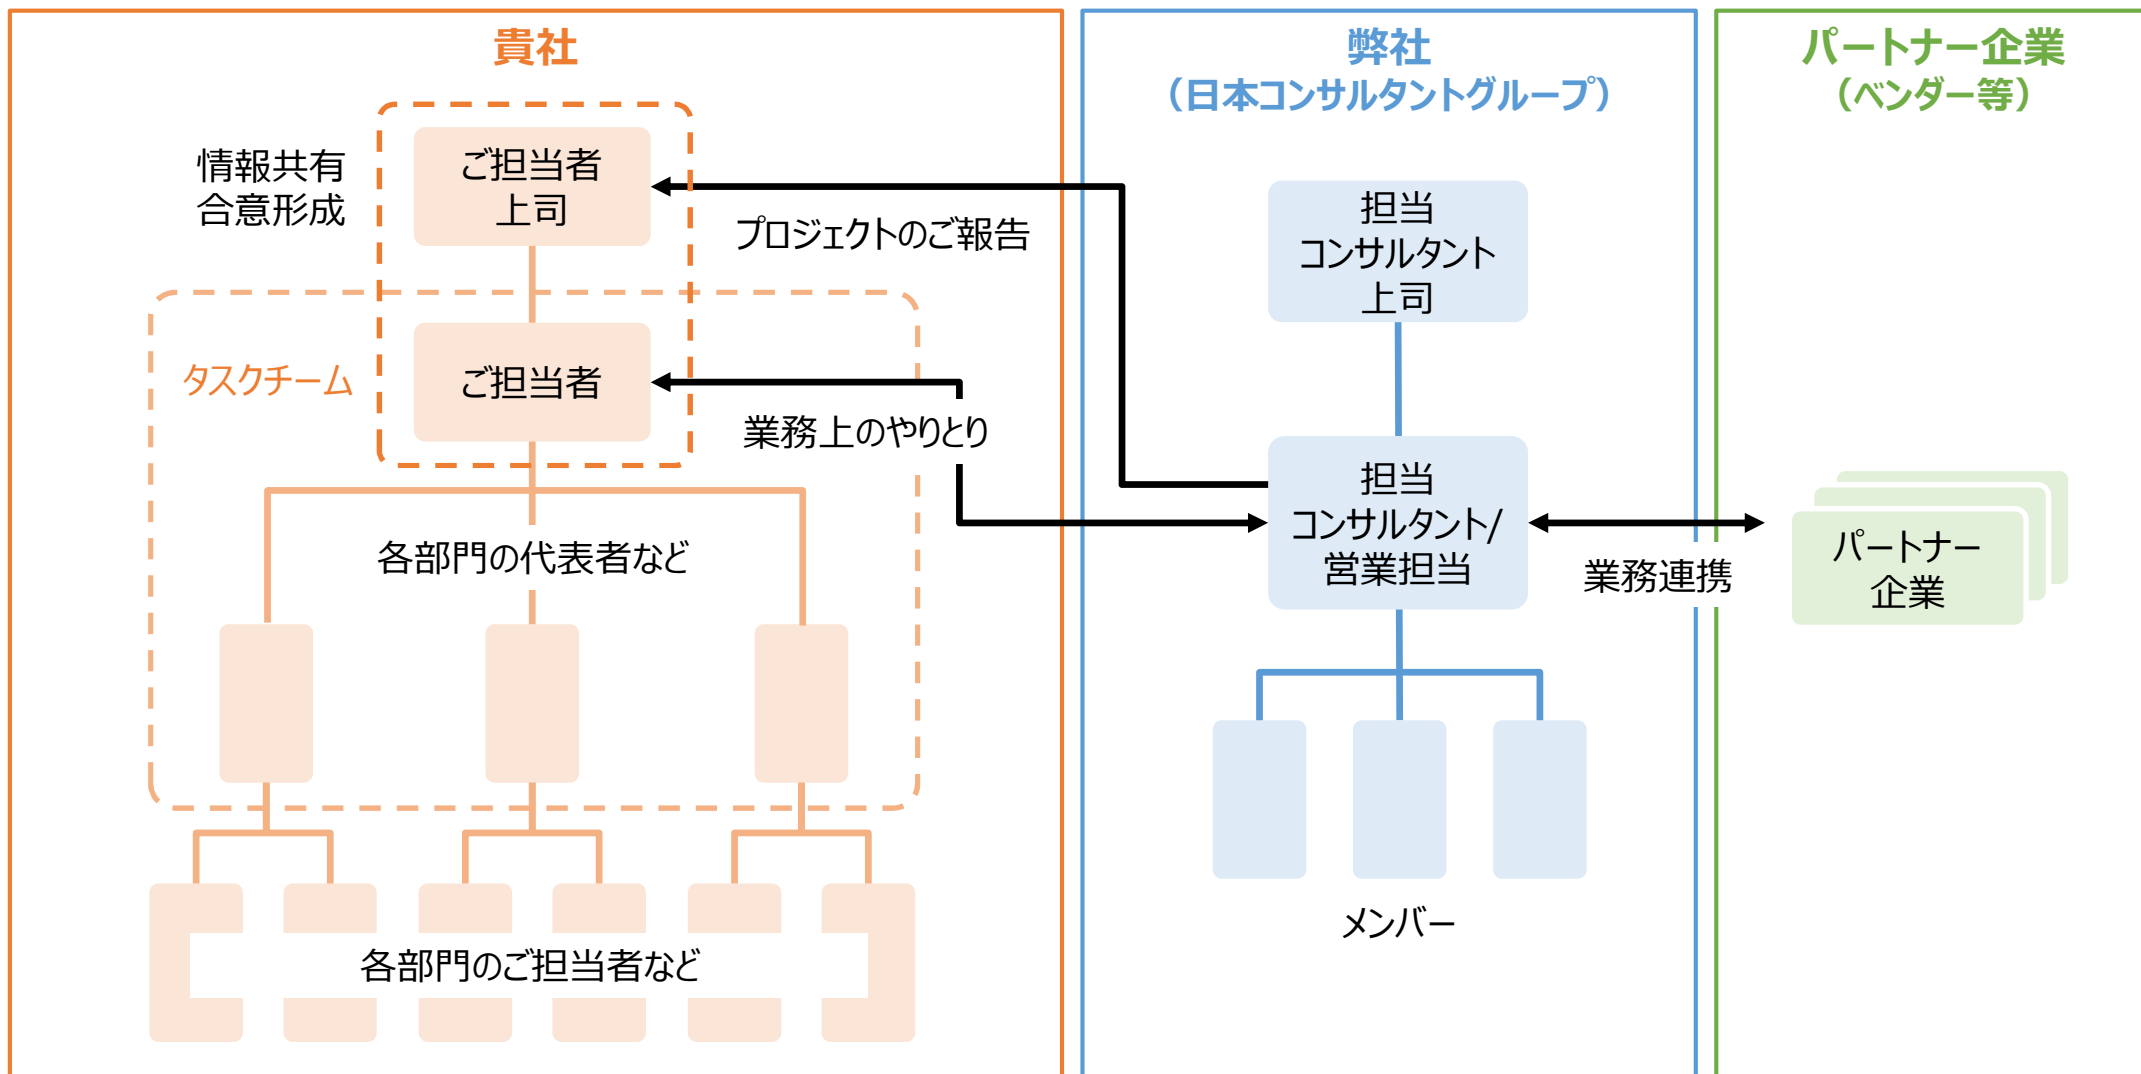 貴社
情報共有
合意形成
ご担当者
上司
プロジェクトのご報告
タスクチーム
ご担当者
業務上のやりとり
各部門の代表者など
各部門のご担当者など
弊社
（日本コンサルタントグループ）
担当
コンサルタント
上司
担当
コンサルタント/
営業担当
業務連携
メンバー
パートナー企業
（ベンダー等）
パートナー
企業